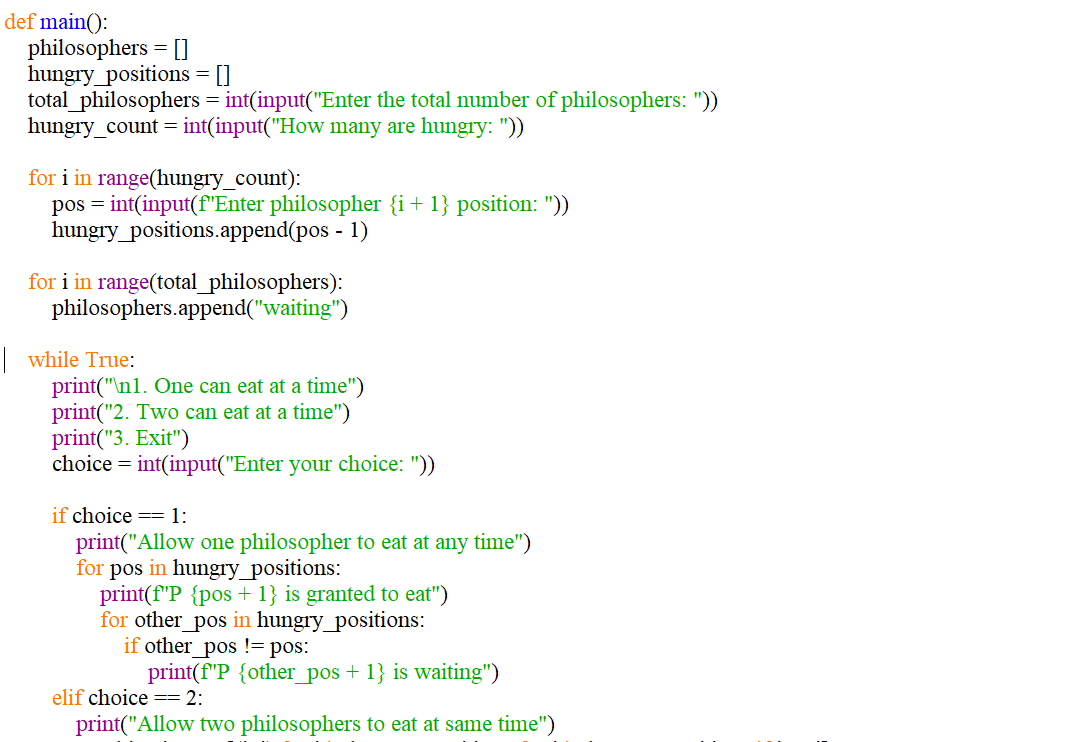 def main():
    philosophers = []
    hungry_positions = []
    total_philosophers = int(input("Enter the total number of philosophers: "))
    hungry_count = int(input("How many are hungry: "))

    for i in range(hungry_count):
        pos = int(input(f"Enter philosopher {i + 1} position: "))
        hungry_positions.append(pos - 1)

    for i in range(total_philosophers):
        philosophers.append("waiting")

    while True:
        print("\n1. One can eat at a time")
        print("2. Two can eat at a time")
        print("3. Exit")
        choice = int(input("Enter your choice: "))

        if choice == 1:
            print("Allow one philosopher to eat at any time")
            for pos in hungry_positions:
                print(f"P {pos + 1} is granted to eat")
                for other_pos in hungry_positions:
                    if other_pos != pos:
                        print(f"P {other_pos + 1} is waiting")
        elif choice == 2:
            print("Allow two philosophers to eat at same time")